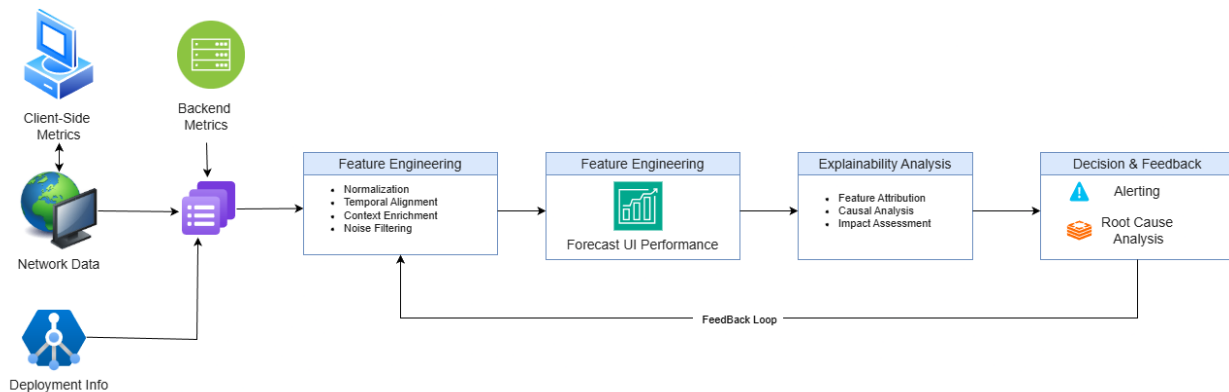 Client-Side
Metrics
Backend
Metrics
Network Data
Deployment Info
Feature Engineering
Normalization
Temporal Alignment
Context Enrichment
Noise Filtering
Feature Engineering
Forecast UI Performance
Explainability Analysis
Feature Attribution
Causal Analysis
Impact Assessment
Decision & Feedback
Alerting
Root Cause
Analysis
FeedBack Loop